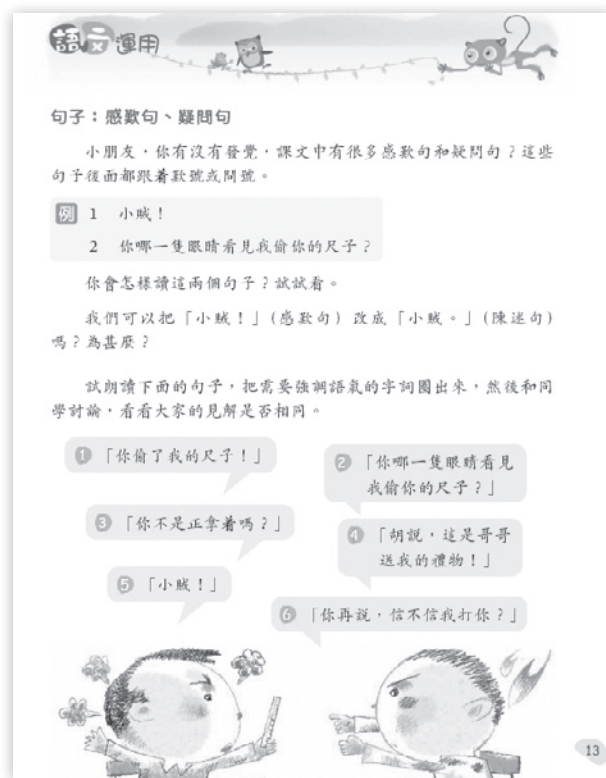 語文運用
句子：感歎句、疑問句
小朋友，你有沒有發覺，課文中有很多感歎句和疑問句？這些
句子後面都跟着歎號或問號。
例 1 小賊！
2 你哪一隻眼睛看見我偷你的尺子？
你會怎樣讀這兩個句子？試試看。
我們可以把「小賊！」(感歎句) 改成「小賊。」(陳述句)
嗎？為甚麼？
試朗讀下面的句子，把需要強調語氣的字詞圈出來，然後和同
學討論，看看大家的見解是否相同。
1 「你偷了我的尺子！」
2 「你哪一隻眼睛看見
我偷你的尺子？」
3 「你不是正拿着嗎？」
4 「胡說，這是哥哥
送我的禮物！」
5 「小賊！」
6 「你再說，信不信我打你？」
13